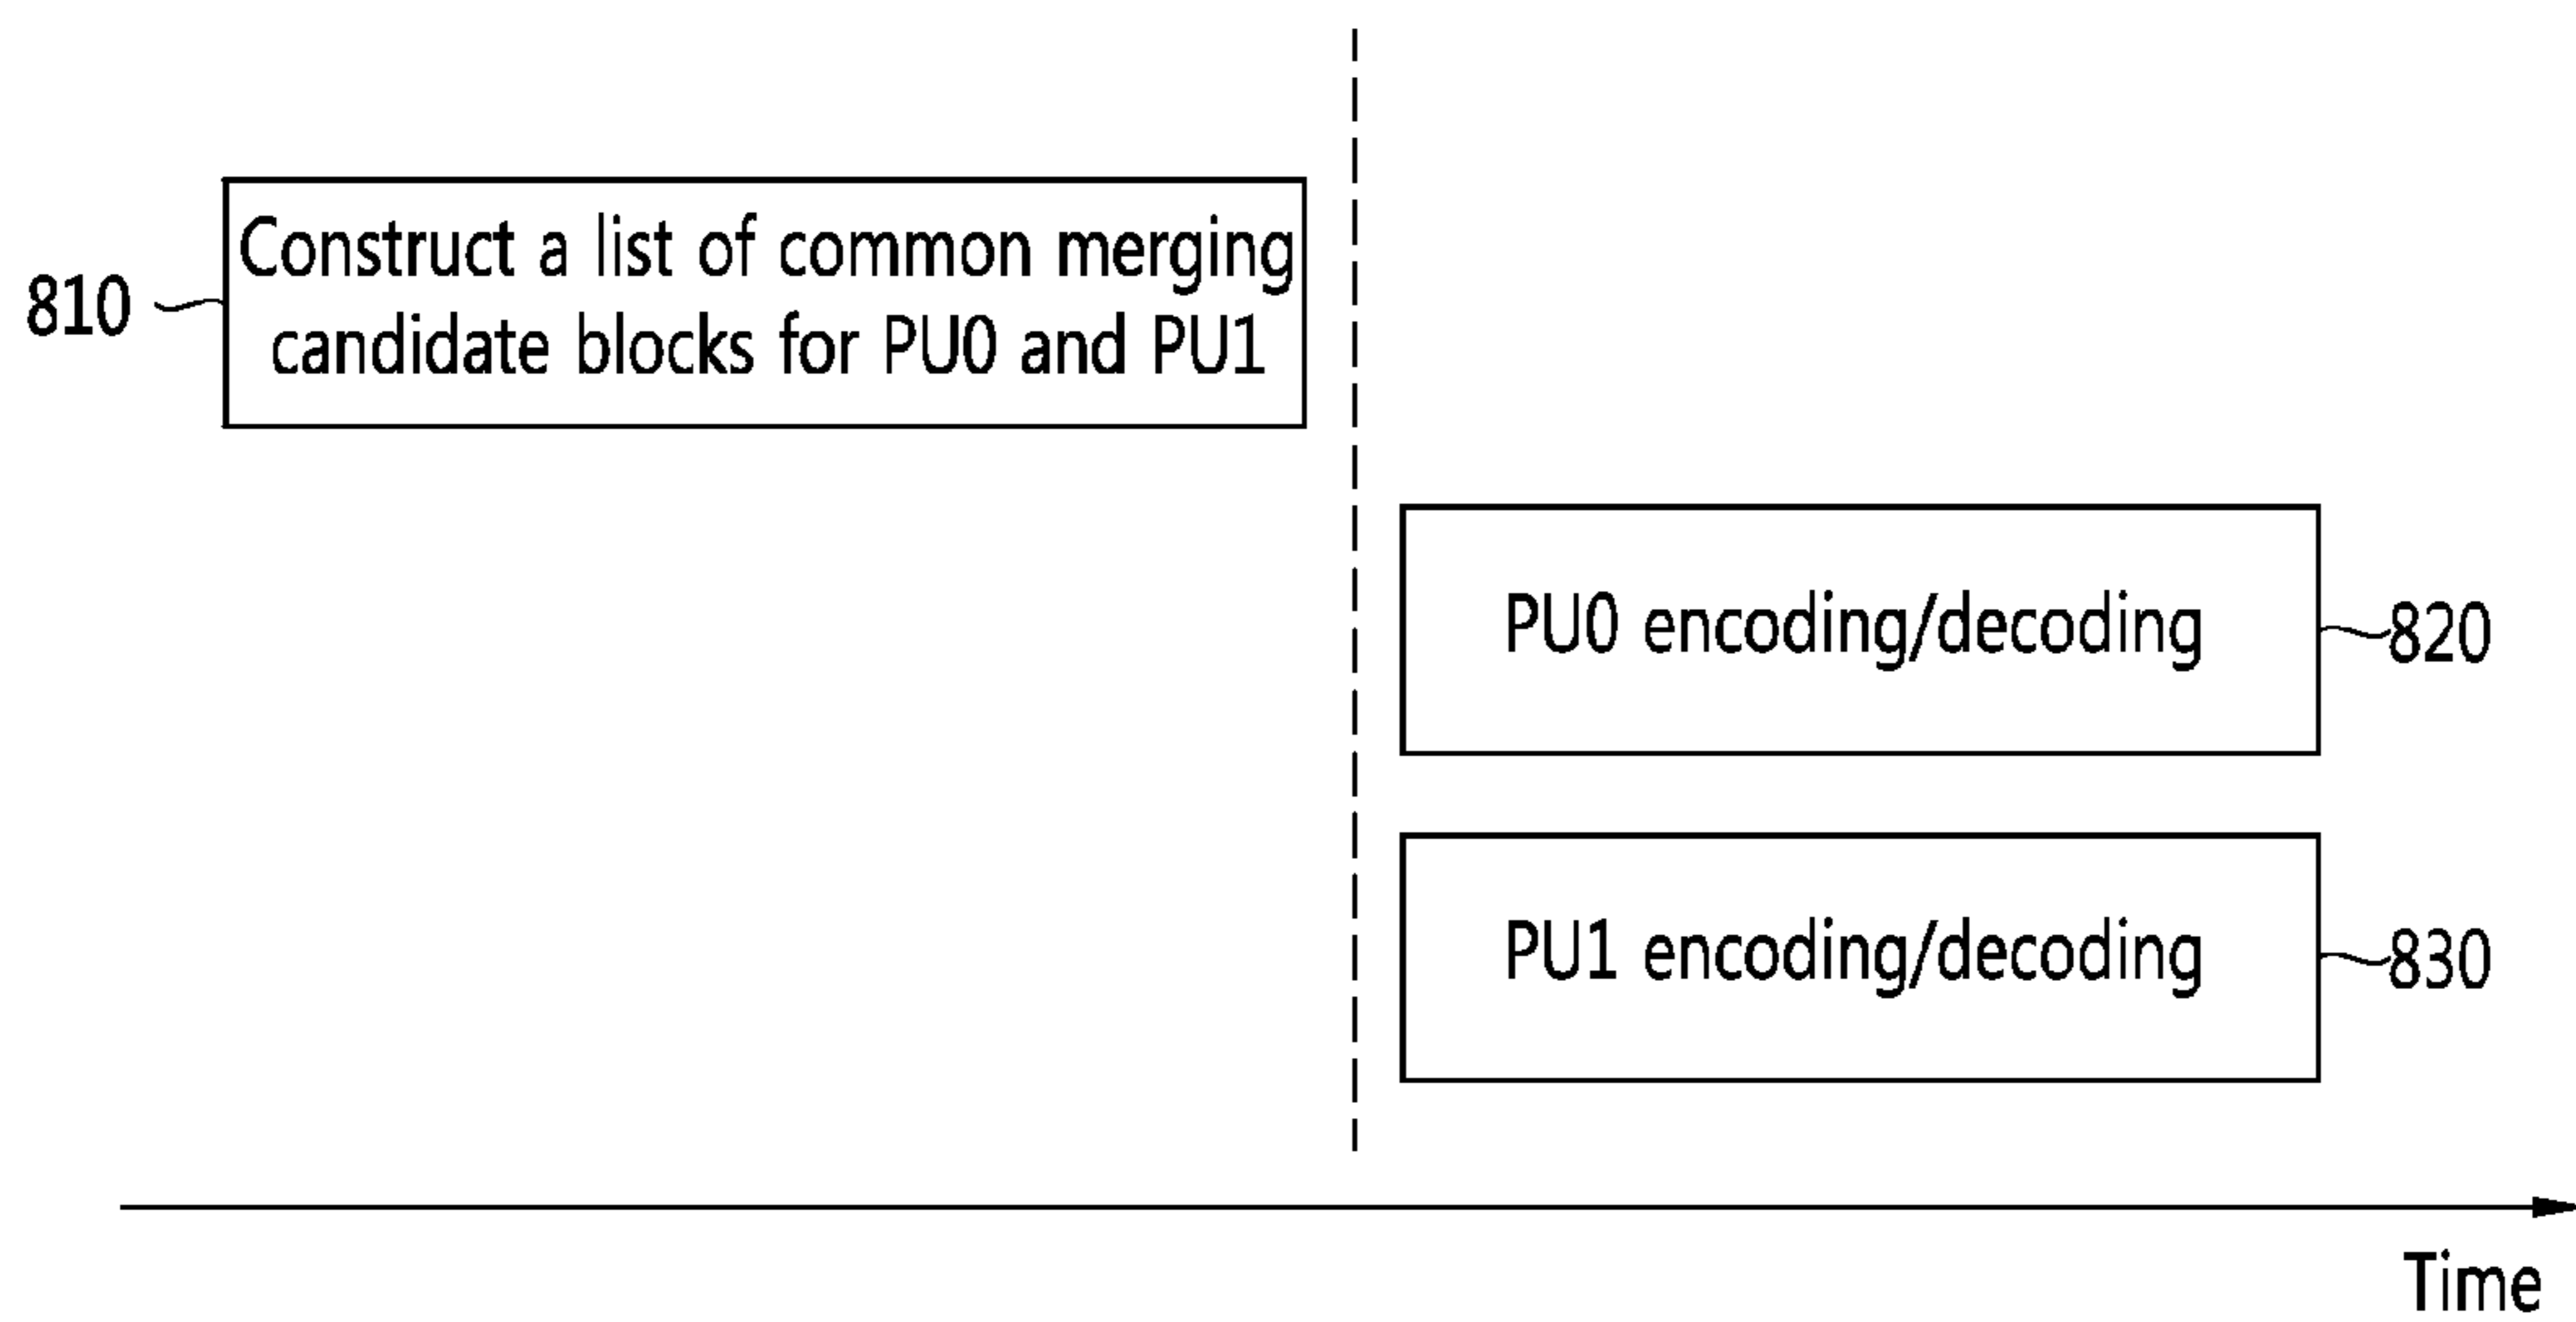 810
Construct a list of common merging
candidate blocks for PU0 and PU1
PU0 encoding/decoding
820
PU1 encoding/decoding
830
Time